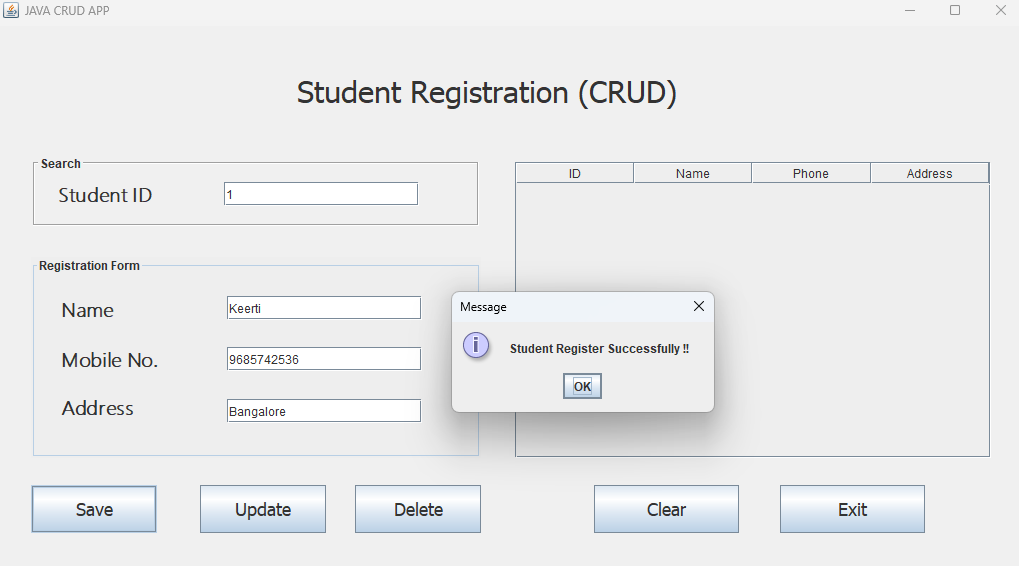 JAVA CRUD APP
Student Registration (CRUD)
Search
Student ID
1
ID Name Phone Address
Registration Form
Name
Keerti
Mobile No.
9685742536
Address
Bangalore
Message
i
Student Register Successfully !!
OK
Save Update Delete Clear Exit